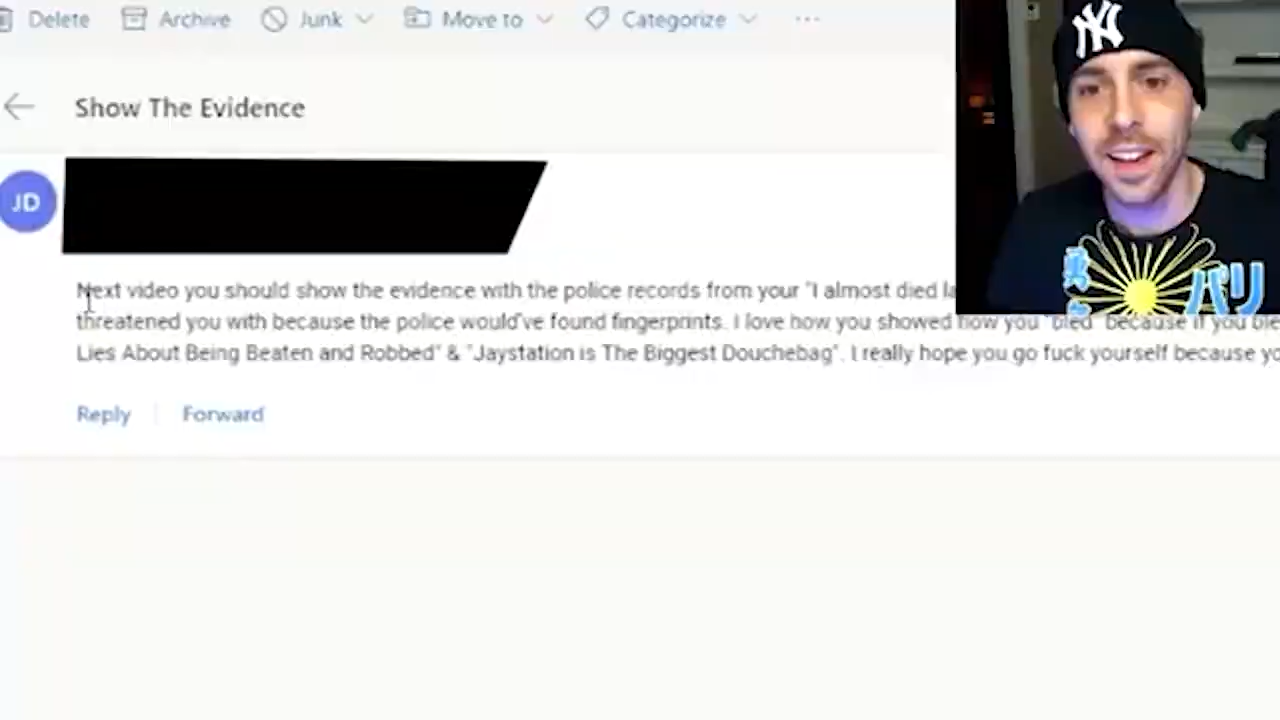 Delete Archive Junk Move to Categorize ...
Show The Evidence
JD
NY
Next video you should show the evidence with the police records from your "I almost died
threatened you with because the police would've found fingerprints. I love how you showed how you "bled" because if you
Lies About Being Beaten and Robbed" & "Jaystation is The Biggest Douchebag". I really hope you go fuck yourself because
Reply Forward
パリ